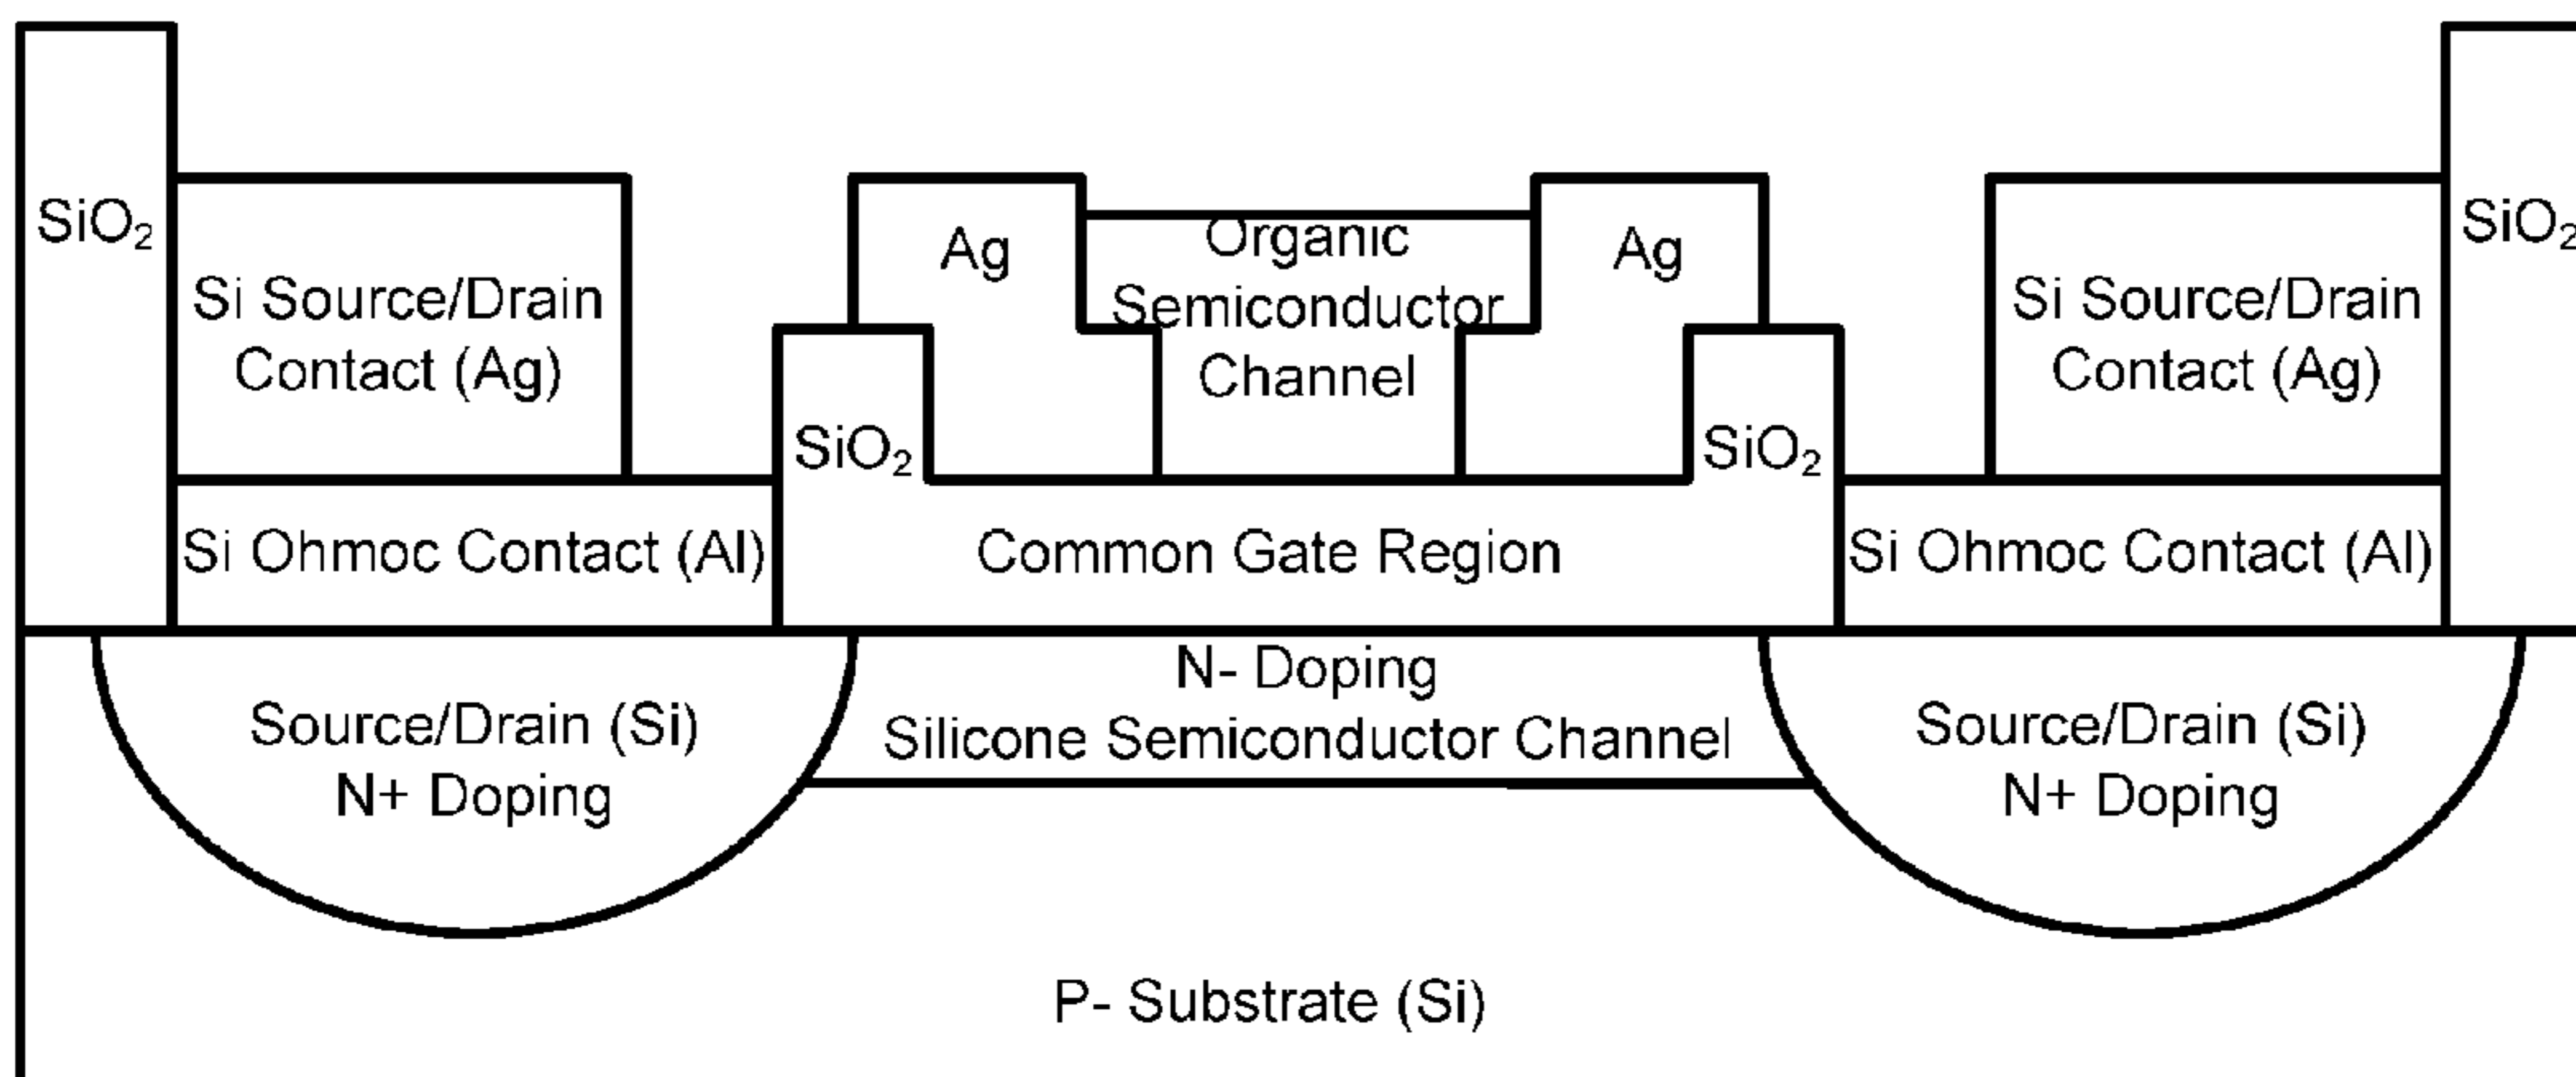 SiO₂
Si Source/Drain
Contact (Ag)
Si Ohmoc Contact (Al)
SiO₂
Ag
Organic
Semiconductor
Channel
Ag
SiO₂
Common Gate Region
Si Source/Drain
Contact (Ag)
Si Ohmoc Contact (Al)
SiO₂
Source/Drain (Si)
N+ Doping
N- Doping
Silicone Semiconductor Channel
Source/Drain (Si)
N+ Doping
P- Substrate (Si)